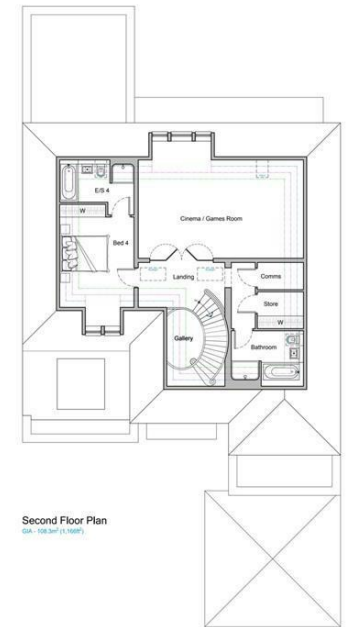 E/S 4
W
Cinema / Games Room
Bed 4
Landing
Comms
Store
W
Gallery
Bathroom
Second Floor Plan
GIA - 108.3m² (1,166ft²)